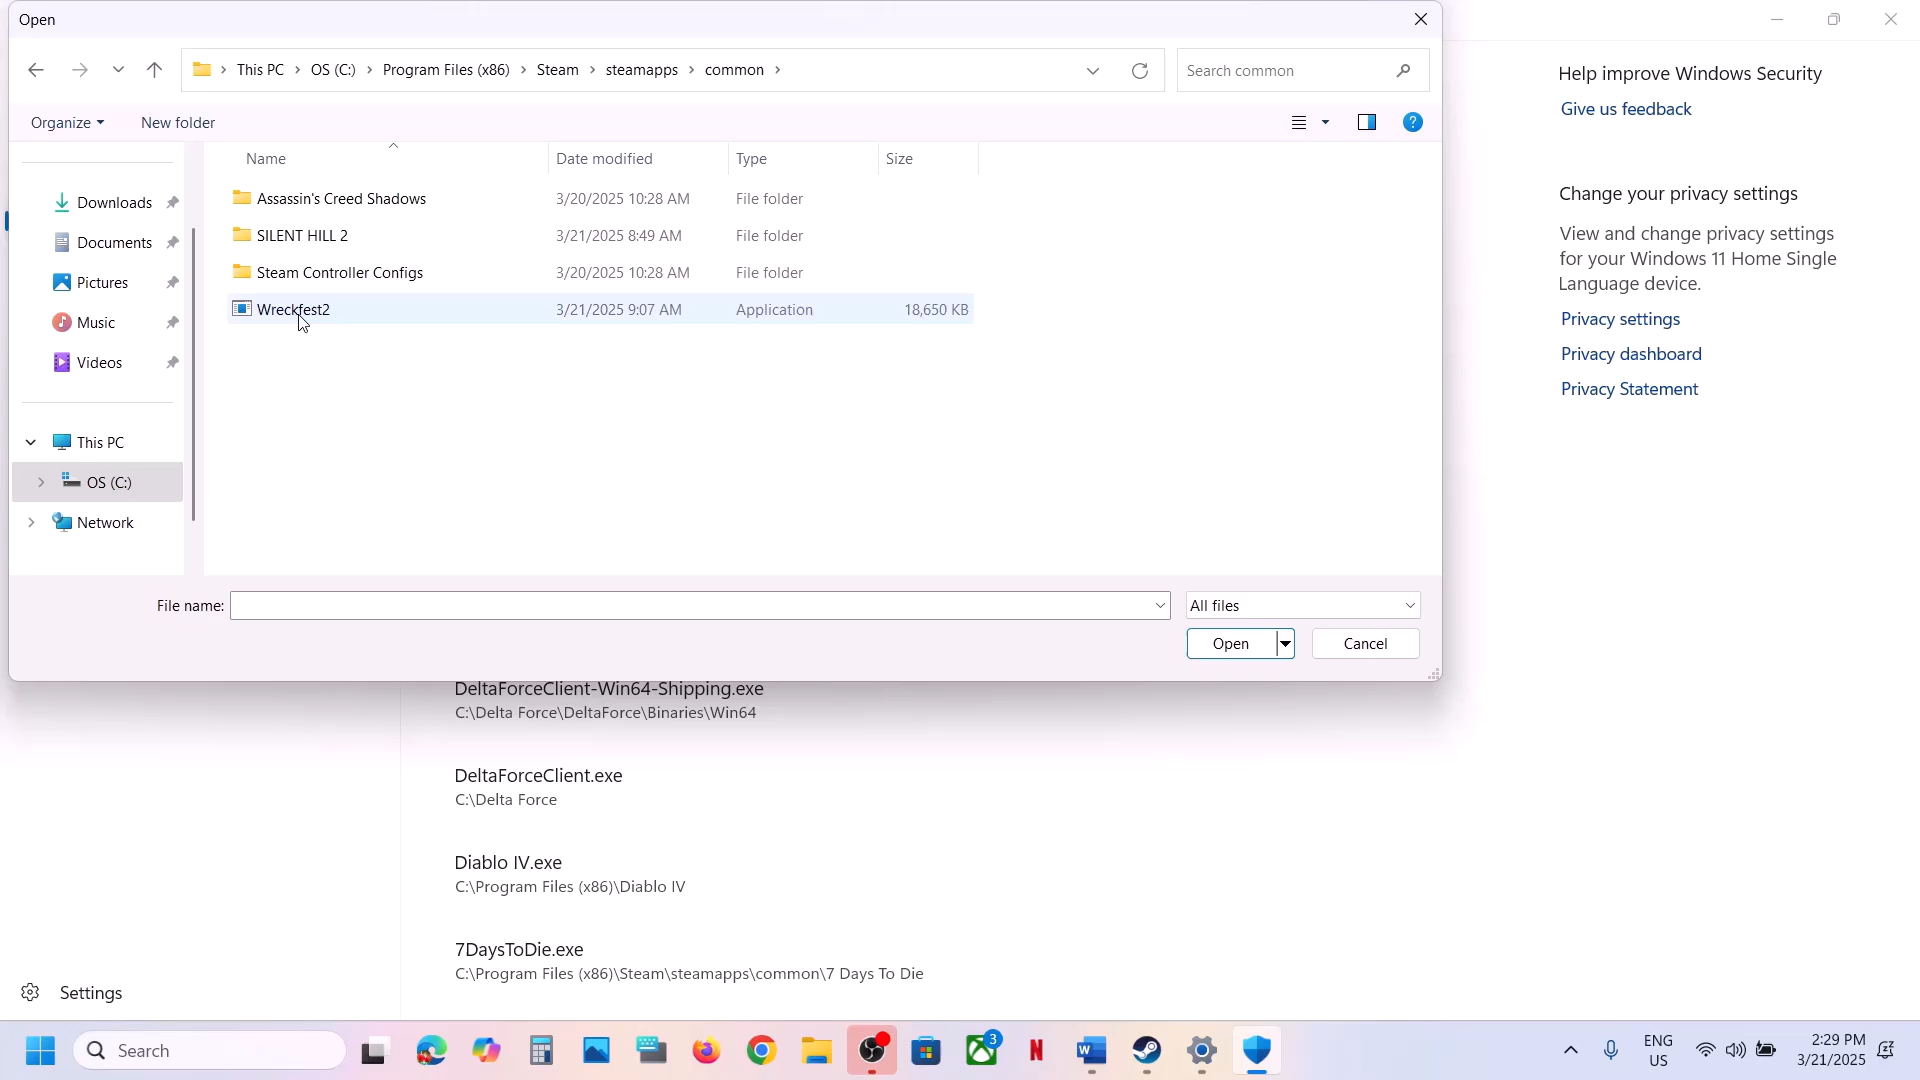 Open
This PC
OS (C:)
Program Files (x86)
Steam
steamapps
common
Search common
Organize
New folder
Name
Date modified
Type
Size
Assassin's Creed Shadows
3/20/2025 10:28 AM
File folder
SILENT HILL 2
3/21/2025 8:49 AM
File folder
Steam Controller Configs
3/20/2025 10:28 AM
File folder
Wreckfest2
3/21/2025 9:07 AM
Application
18,650 KB
Downloads
Documents
Pictures
Music
Videos
This PC
OS (C:)
Network
File name:
All files
Open
Cancel
Help improve Windows Security
Give us feedback
Change your privacy settings
View and change privacy settings
for your Windows 11 Home Single
Language device.
Privacy settings
Privacy dashboard
Privacy Statement
DeltaForceClient-Win64-Shipping.exe
C:\Delta Force\DeltaForce\Binaries\Win64
DeltaForceClient.exe
C:\Delta Force
Diablo IV.exe
C:\Program Files (x86)\Diablo IV
7DaysToDie.exe
C:\Program Files (x86)\Steam\steamapps\common\7 Days To Die
Settings
Search
3
ENG
US
2:29 PM
3/21/2025